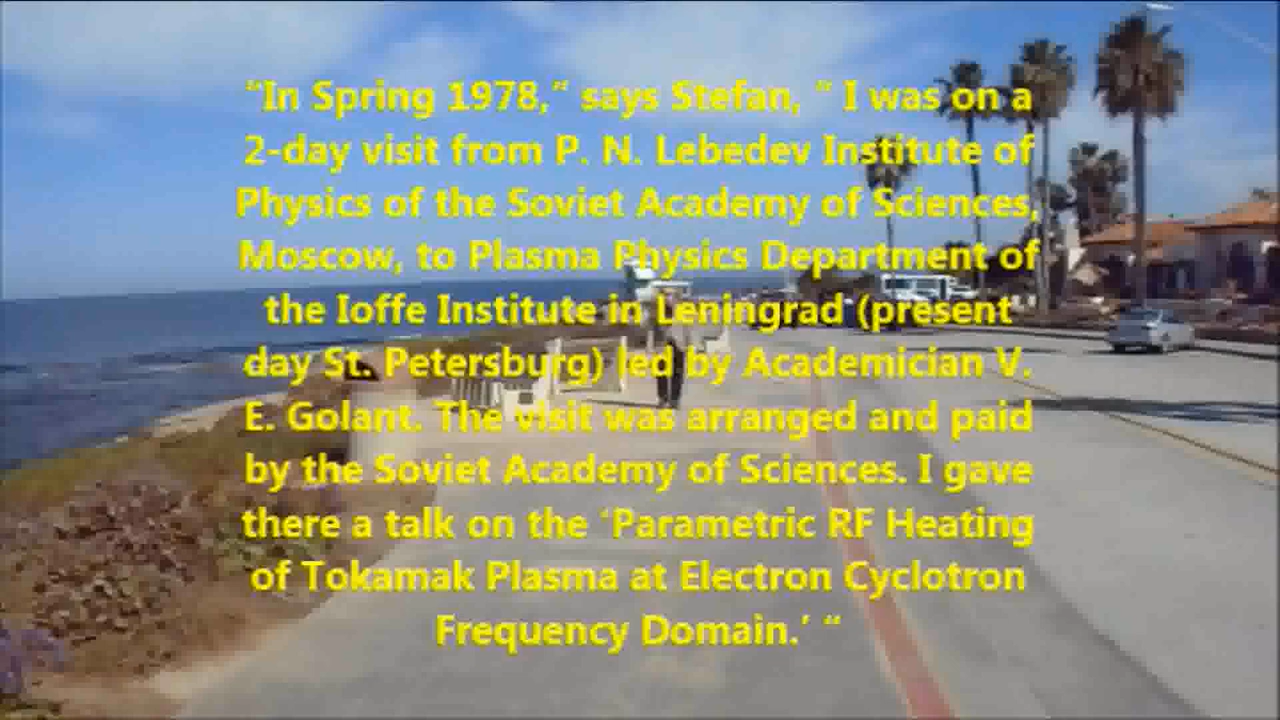 “In Spring 1978,“ says Stefan, “ I was on a
2-day visit from P. N. Lebedev Institute of
Physics of the Soviet Academy of Sciences,
Moscow, to Plasma Physics Department of
the Ioffe Institute in Leningrad (present
day St. Petersburg) led by Academician V.
E. Golant. The visit was arranged and paid
by the Soviet Academy of Sciences. I gave
there a talk on the ‘Parametric RF Heating
of Tokamak Plasma at Electron Cyclotron
Frequency Domain.’ “